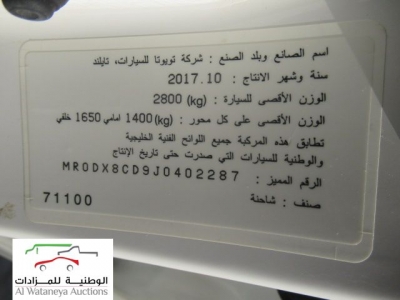 اسم الصانع وبلد الصنع : شركة تويوتا للسيارات، تايلند
سنة وشهر الانتاج : 2017.10
الوزن الأقصى للسيارة : (kg) 2800
الوزن الأقصى على كل محور : (kg) 1400 امامي 1650 خلفي
تطابق هذه المركبة جميع اللوائح الفنية الخليجية
والوطنية للسيارات التي صدرت حتى تاريخ الإنتاج
الرقم المميز : MR0DX8CD9J0402287
صنف : شاحنة 71100
الوطنية للمزادات
Al Wataneya Auctions